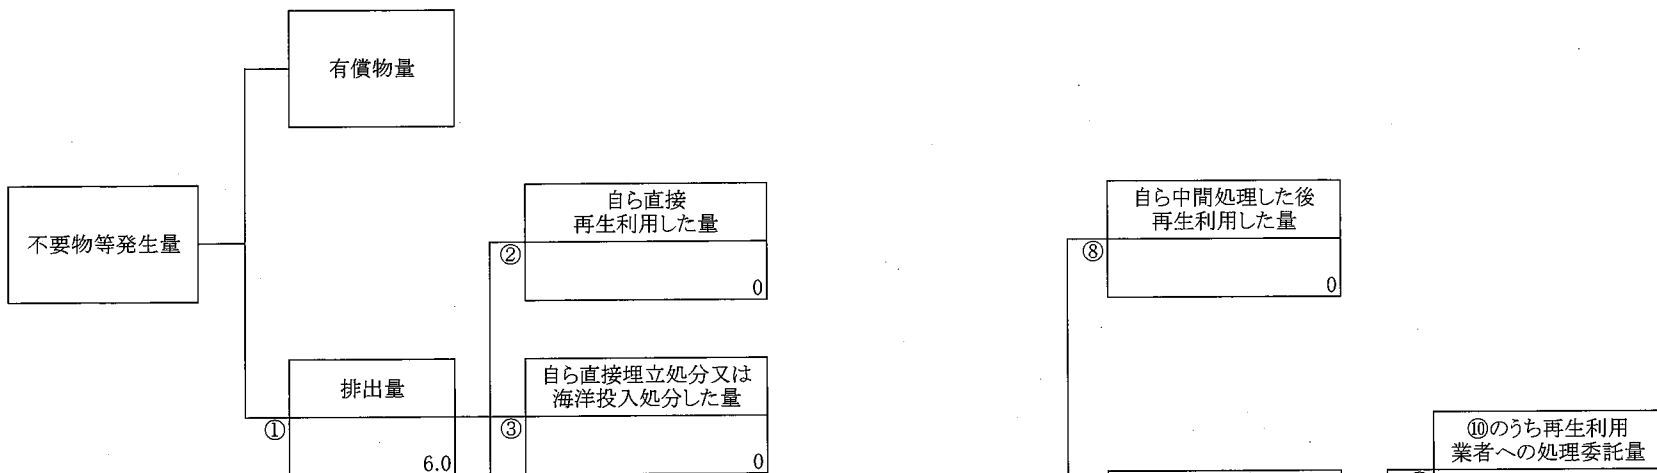 有償物量
不要物等発生量
自ら直接
再生利用した量
②
0
自ら中間処理した後
再生利用した量
⑧
0
排出量
①
6.0
自ら直接埋立処分又は
海洋投入処分した量
③
0
⑩のうち再生利用
業者への処理委託量